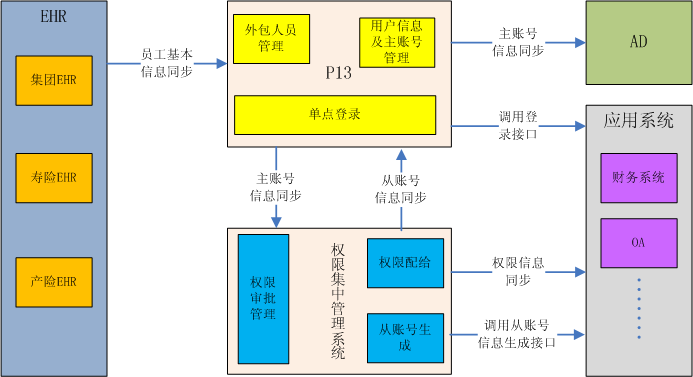 EHR
集团EHR
寿险EHR
产险EHR
员工基本
信息同步
外包人员
管理
用户信息
及主账号
管理
P13
单点登录
主账号
信息同步
AD
调用登
录接口
应用系统
财务系统
OA
主账号
信息同步
从账号
信息同步
权限
审批
管理
权限集中管理系统
权限配给
从账号生
成
权限信息
同步
调用从账号
信息生成接口